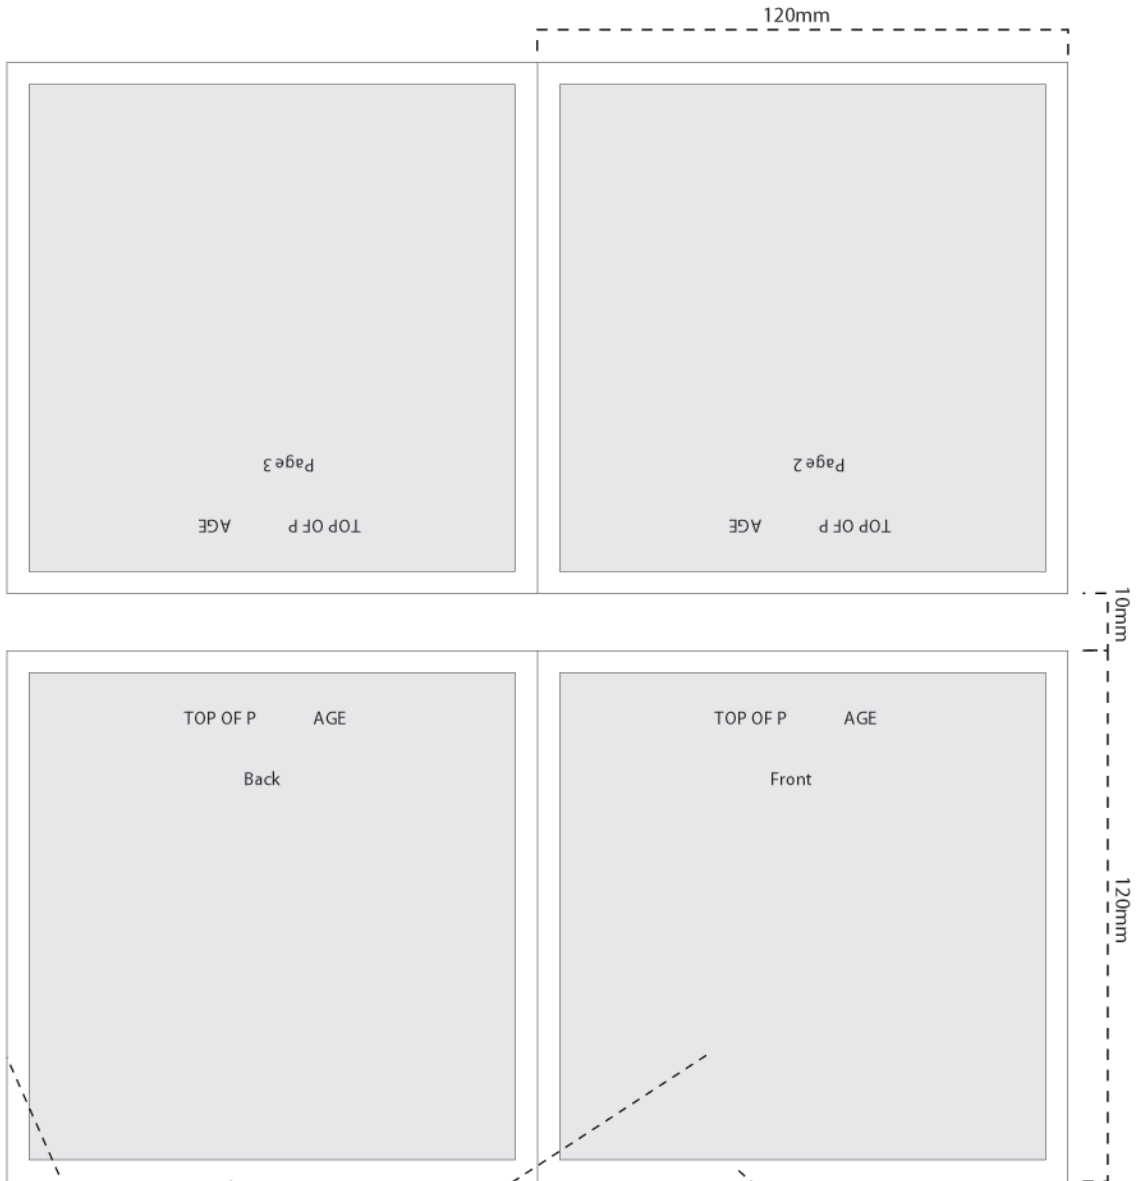 120mm
Page 3
Page 2
TOP OF P AGE
TOP OF P AGE
10mm
TOP OF P AGE
TOP OF P AGE
Back
Front
120mm